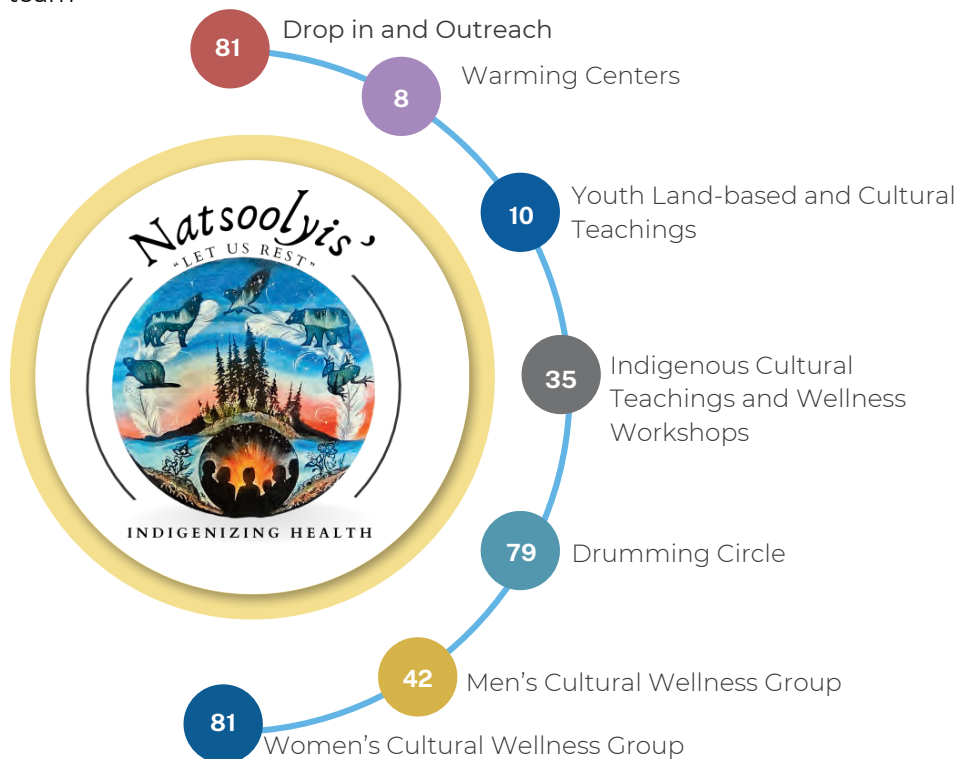 team
81
Drop in and Outreach
8
Warming Centers
10
Youth Land-based and Cultural
Teachings
Natsoolyis’
“LET US REST”
INDIGENIZING HEALTH
35
Indigenous Cultural
Teachings and Wellness
Workshops
79
Drumming Circle
42
Men’s Cultural Wellness Group
81
Women’s Cultural Wellness Group